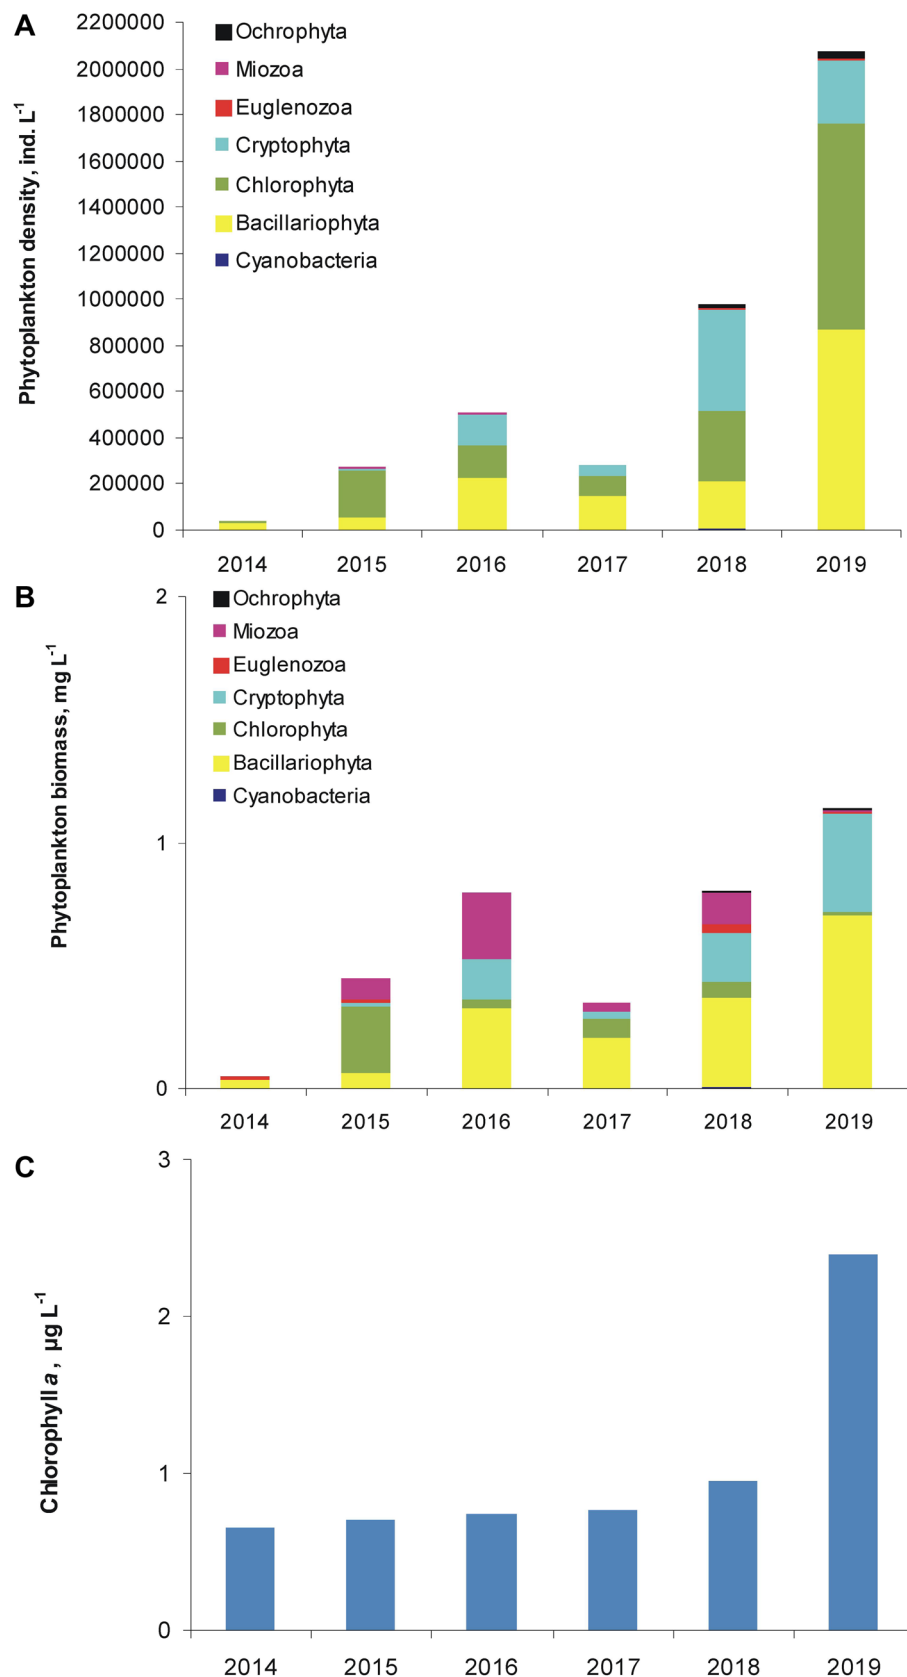 A
Phytoplankton density, ind. L-1
2200000
2000000
1800000
1600000
1400000
1200000
1000000
800000
600000
400000
200000
0
Ochrophyta
Miozoa
Euglenozoa
Cryptophyta
Chlorophyta
Bacillariophyta
Cyanobacteria
2014 2015 2016 2017 2018 2019
B
Phytoplankton biomass, mg L-1
2
1
0
Ochrophyta
Miozoa
Euglenozoa
Cryptophyta
Chlorophyta
Bacillariophyta
Cyanobacteria
2014 2015 2016 2017 2018 2019
C
Chlorophyll a, µg L-1
3
2
1
0
2014 2015 2016 2017 2018 2019